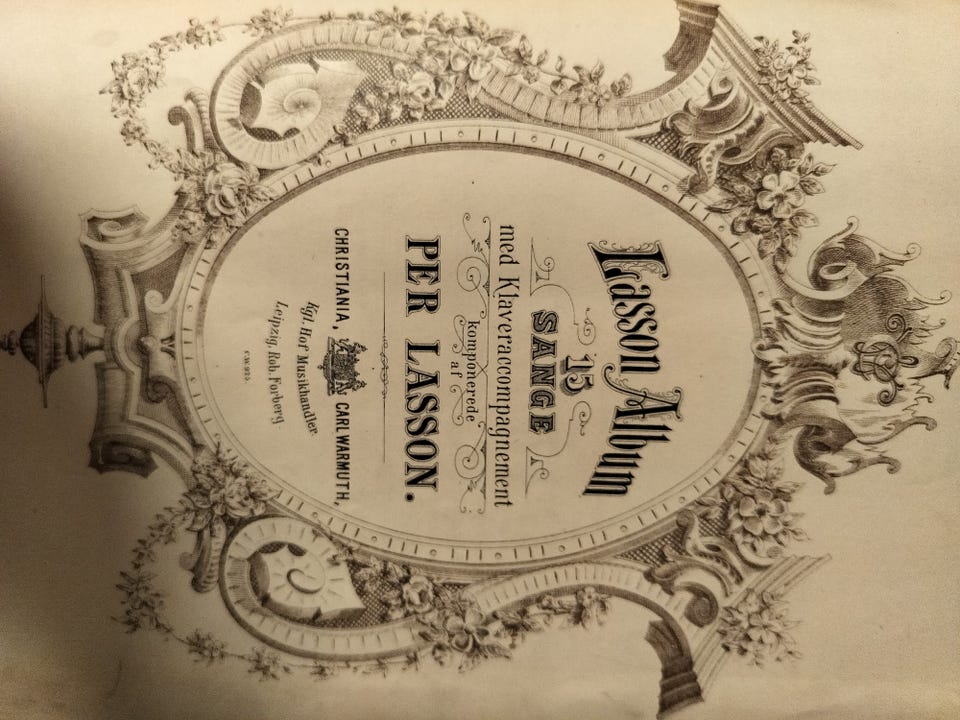 Lasson Album
15
SANGE
med Klaveraccompagnement
komponerede
af
PER LASSON.
CHRISTIANIA, CARL WARMUTH,
Kgl. Hof Musikhandler.
Leipzig, Rob. Forberg
C.W. 925.